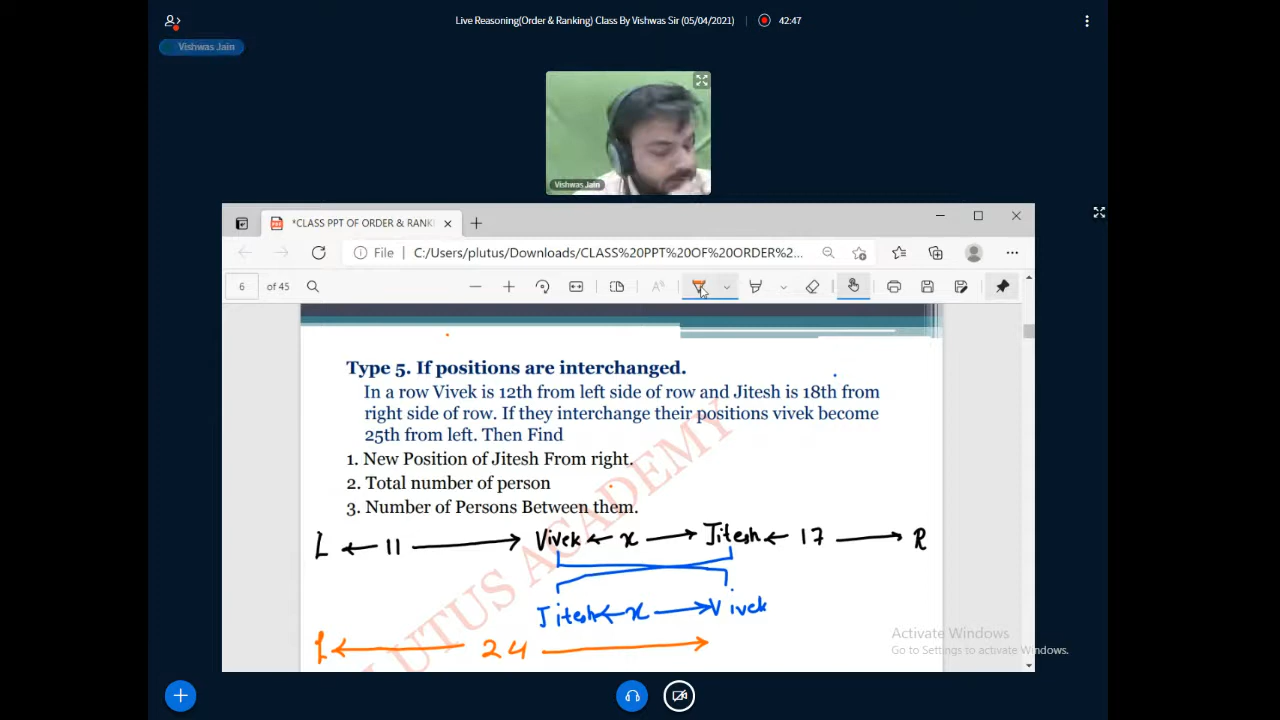 Live Reasoning(Order & Ranking) Class By Vishwas Sir (05/04/2021)
42:47
Vishwas Jain
Vishwas Jain
*CLASS PPT OF ORDER & RANKI
File
C:/Users/plutus/Downloads/CLASS%20PPT%20OF%20ORDER%2...
6 of 45
Type 5. If positions are interchanged.
In a row Vivek is 12th from left side of row and Jitesh is 18th from
right side of row. If they interchange their positions vivek become
25th from left. Then Find
1. New Position of Jitesh From right.
2. Total number of person
3. Number of Persons Between them.
L ← 11 → Vivek ← x → Jitesh ← 17 → R
Jitesh ← x → Vivek
L ← 24 →
PLUTUS ACADEMY
Activate Windows
Go to Settings to activate Windows.